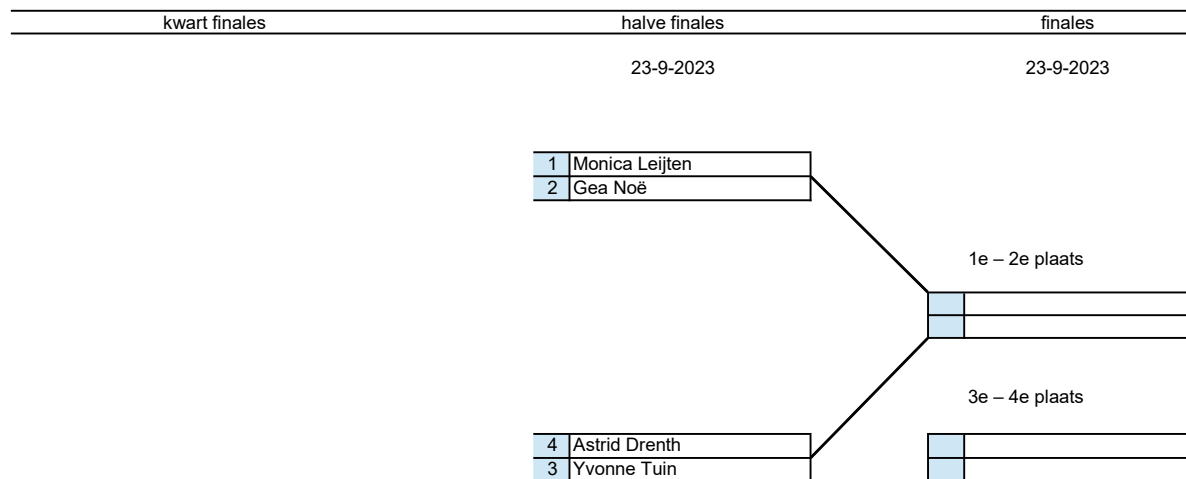 kwart finales halve finales finales
23-9-2023 23-9-2023
1 Monica Leijten
2 Gea Noë
1e – 2e plaats
3e – 4e plaats
4 Astrid Drenth
3 Yvonne Tuin